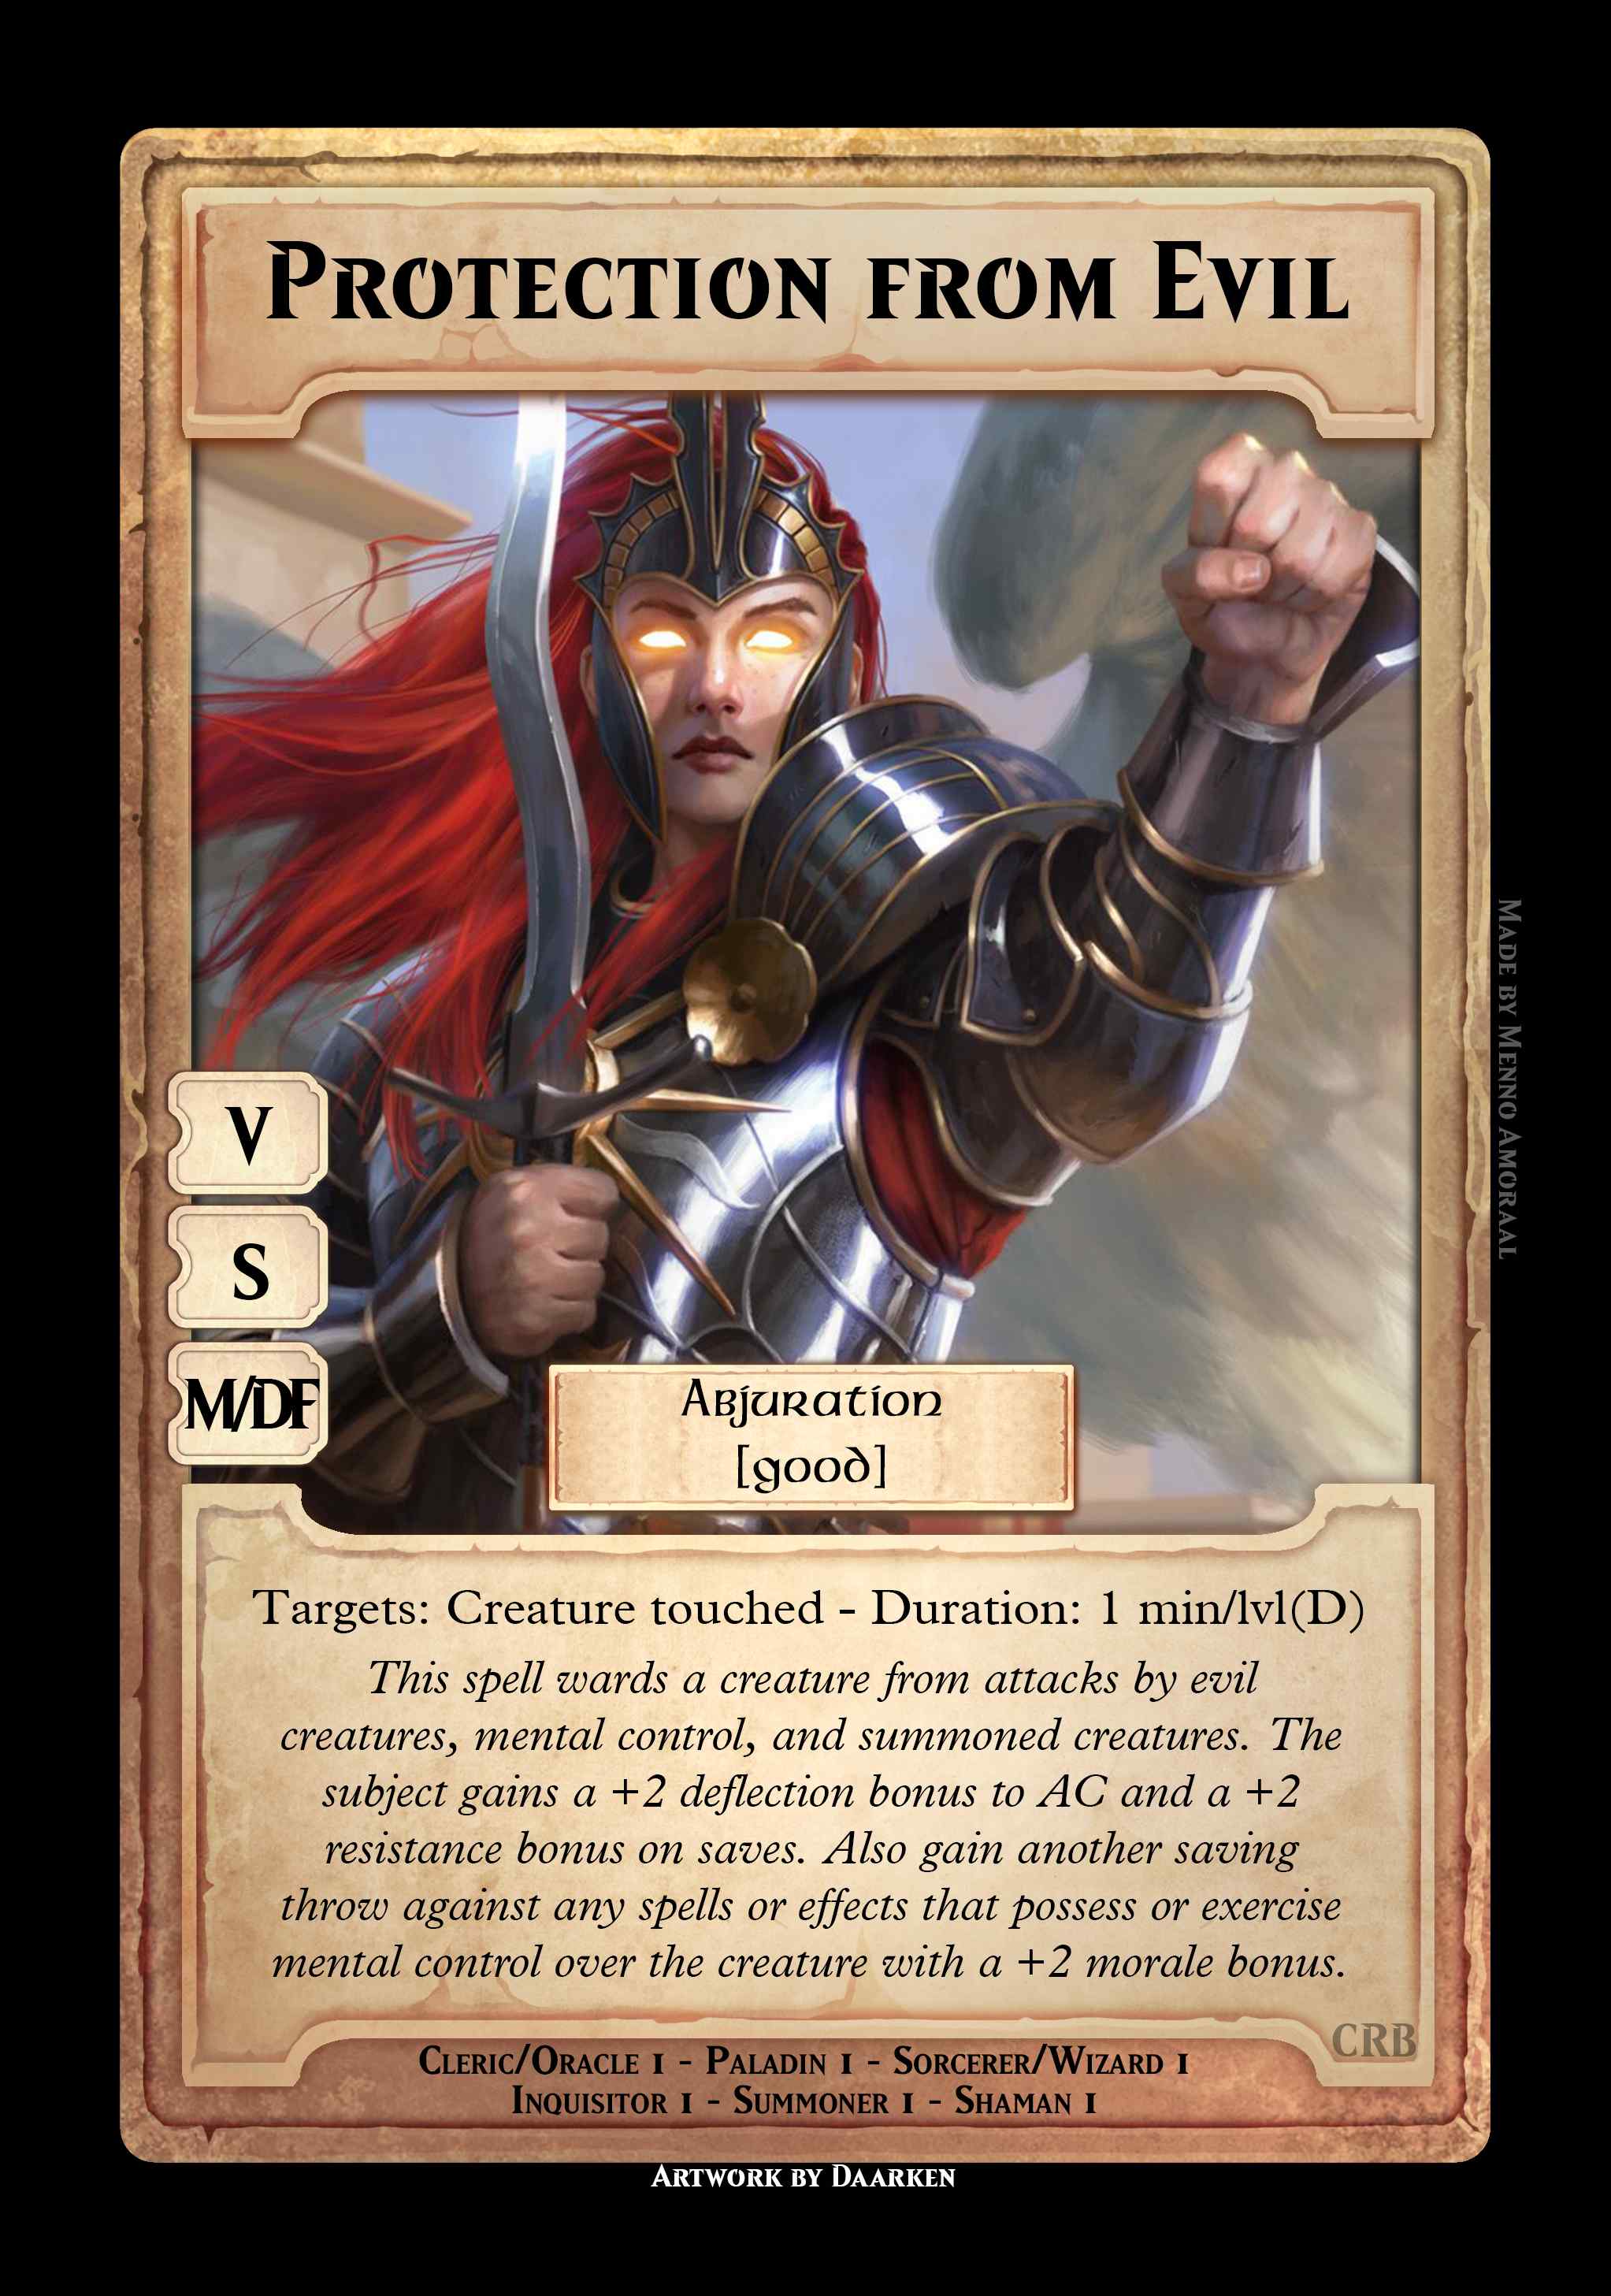 Protection from Evil
V
S
M/DF
Abjuration
[good]
Targets: Creature touched - Duration: 1 min/lvl(D)
This spell wards a creature from attacks by evil
creatures, mental control, and summoned creatures. The
subject gains a +2 deflection bonus to AC and a +2
resistance bonus on saves. Also gain another saving
throw against any spells or effects that possess or exercise
mental control over the creature with a +2 morale bonus.
CRB
Cleric/Oracle 1 - Paladin 1 - Sorcerer/Wizard 1
Inquisitor 1 - Summoner 1 - Shaman 1
Artwork by Daarken
Made by Menno Amoraal